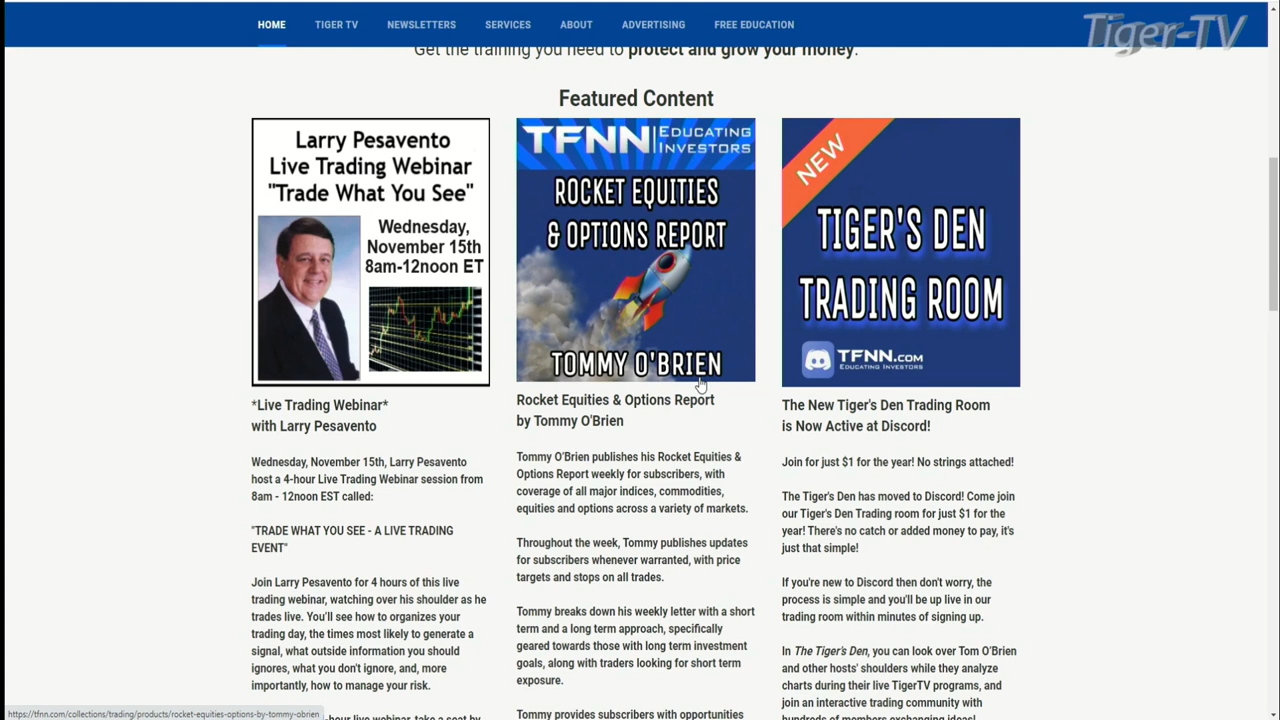 HOME TIGER TV NEWSLETTERS SERVICES ABOUT ADVERTISING FREE EDUCATION
Tiger-TV
Get the training you need to protect and grow your money.
Featured Content
Larry Pesavento
Live Trading Webinar
"Trade What You See"
Wednesday,
November 15th
8am-12noon ET
TFNN EDUCATING
INVESTORS
ROCKET EQUITIES
& OPTIONS REPORT
TOMMY O'BRIEN
NEW
TIGER'S DEN
TRADING ROOM
TFNN.COM
EDUCATING INVESTORS
*Live Trading Webinar*
with Larry Pesavento
Wednesday, November 15th, Larry Pesavento
host a 4-hour Live Trading Webinar session from
8am - 12noon EST called:
"TRADE WHAT YOU SEE - A LIVE TRADING
EVENT"
Join Larry Pesavento for 4 hours of this live
trading webinar, watching over his shoulder as he
trades live. You'll see how to organizes your
trading day, the times most likely to generate a
signal, what outside information you should
ignores, what you don't ignore, and, more
importantly, how to manage your risk.
-hour live webinar, take a seat by
Rocket Equities & Options Report
by Tommy O'Brien
Tommy O'Brien publishes his Rocket Equities &
Options Report weekly for subscribers, with
coverage of all major indices, commodities,
equities and options across a variety of markets.
Throughout the week, Tommy publishes updates
for subscribers whenever warranted, with price
targets and stops on all trades.
Tommy breaks down his weekly letter with a short
term and a long term approach, specifically
geared towards those with long term investment
goals, along with traders looking for short term
exposure.
Tommy provides subscribers with opportunities
The New Tiger's Den Trading Room
is Now Active at Discord!
Join for just $1 for the year! No strings attached!
The Tiger's Den has moved to Discord! Come join
our Tiger's Den Trading room for just $1 for the
year! There's no catch or added money to pay, it's
just that simple!
If you're new to Discord then don't worry, the
process is simple and you'll be up live in our
trading room within minutes of signing up.
In The Tiger's Den, you can look over Tom O'Brien
and other hosts' shoulders while they analyze
charts during their live TigerTV programs, and
join an interactive trading community with
hundreds of members exchanging ideas!
https://tfnn.com/collections/trading/products/rocket-equities-options-by-tommy-obrien